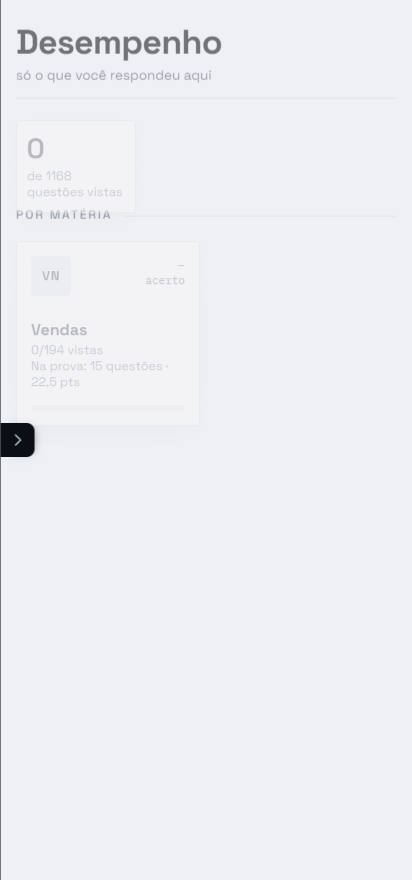 Desempenho
só o que você respondeu aqui
0
de 1168
questões vistas
POR MATÉRIA
VN
—
acerto
Vendas
0/194 vistas
Na prova: 15 questões ·
22,5 pts